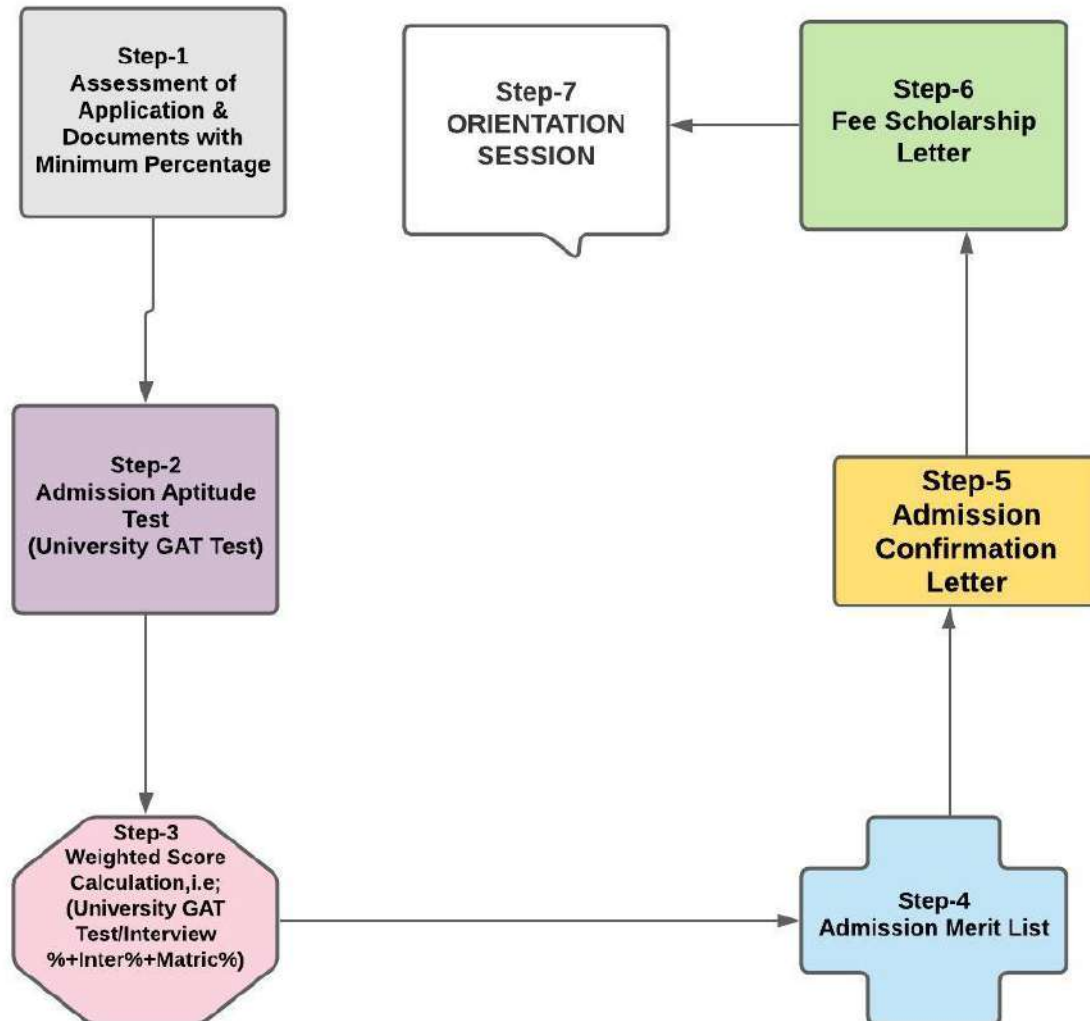 Step-1
Assessment of
Application &
Documents with
Minimum Percentage
Step-2
Admission Aptitude
Test
(University GAT Test)
Step-3
Weighted Score
Calculation,i.e;
(University GAT
Test/Interview
%+Inter%+Matric%)
Step-4
Admission Merit List
Step-5
Admission
Confirmation
Letter
Step-6
Fee Scholarship
Letter
Step-7
ORIENTATION
SESSION